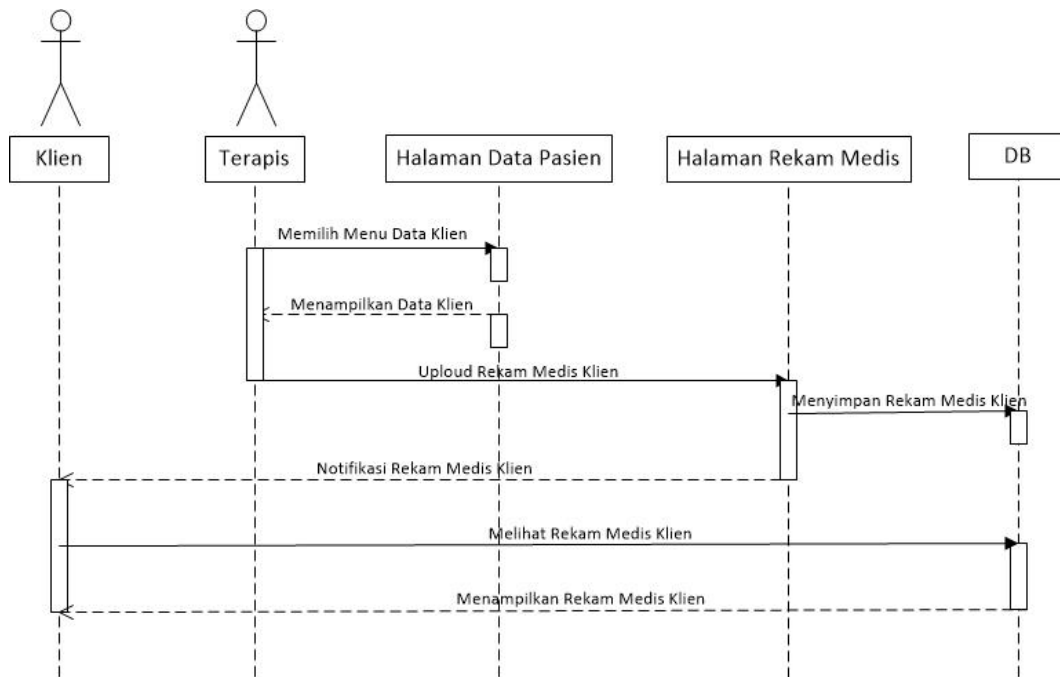 Klien
Terapis
Halaman Data Pasien
Halaman Rekam Medis
DB
Memilih Menu Data Klien
Menampilkan Data Klien
Uploud Rekam Medis Klien
Menyimpan Rekam Medis Klien
Notifikasi Rekam Medis Klien
Melihat Rekam Medis Klien
Menampilkan Rekam Medis Klien